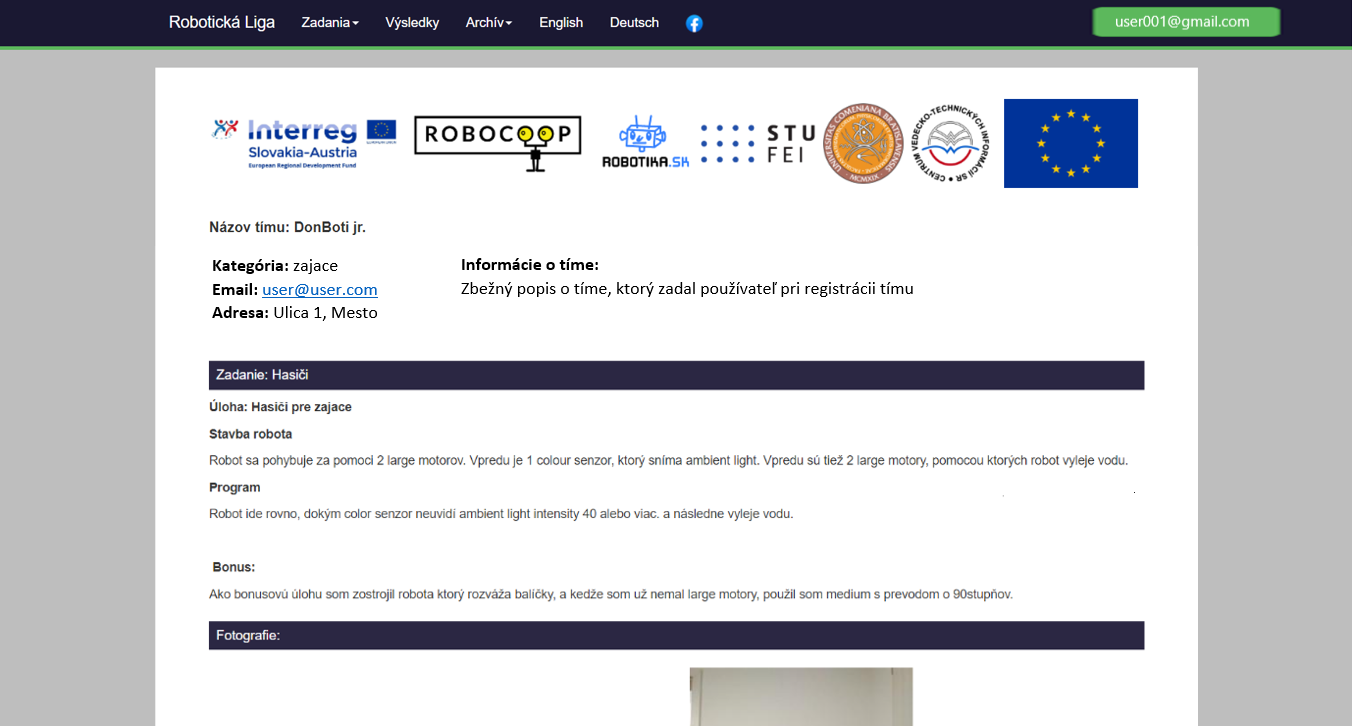 Robotická Liga Zadania Výsledky Archív English Deutsch user001@gmail.com
Interreg
Slovakia-Austria
European Regional Development Fund
EUROPEAN UNION
ROBOCOOP
ROBOTIKA.SK
STU
FEI
UNIVERSITAS COMENIANA BRATISLAVENSIS
MCMXIX
CENTRUM VEDECKO-TECHNICKÝCH INFORMÁCIÍ SR
Názov tímu: DonBoti jr.
Kategória: zajace
Email: user@user.com
Adresa: Ulica 1, Mesto
Informácie o tíme:
Zbežný popis o tíme, ktorý zadal používateľ pri registrácii tímu
Zadanie: Hasiči
Úloha: Hasiči pre zajace
Stavba robota
Robot sa pohybuje za pomoci 2 large motorov. Vpredu je 1 colour senzor, ktorý sníma ambient light. Vpredu sú tiež 2 large motory, pomocou ktorých robot vyleje vodu.
Program
Robot ide rovno, dokým color senzor neuvidí ambient light intensity 40 alebo viac. a následne vyleje vodu.
Bonus:
Ako bonusovú úlohu som zostrojil robota ktorý rozváža balíčky, a kedže som už nemal large motory, použil som medium s prevodom o 90stupňov.
Fotografie: